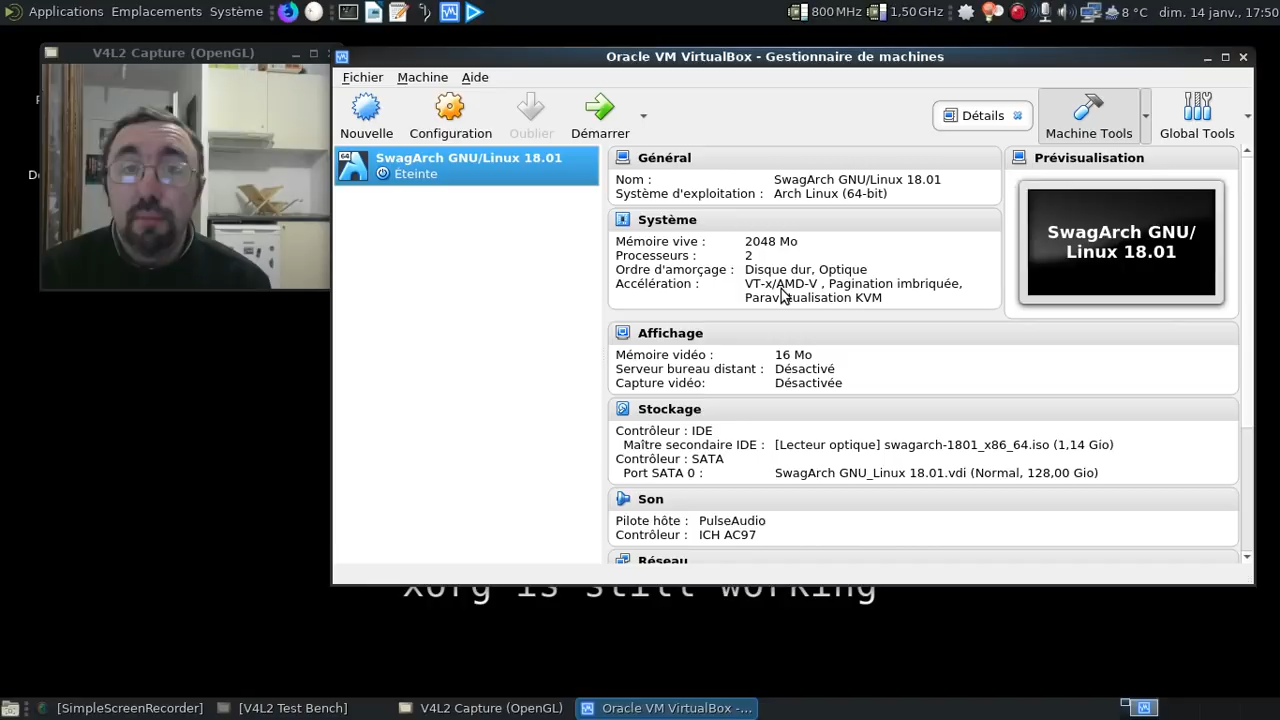 Applications Emplacements Système
800 MHz 1,50 GHz 8 °C dim. 14 janv., 17:50
V4L2 Capture (OpenGL)
Oracle VM VirtualBox - Gestionnaire de machines
Fichier Machine Aide
Nouvelle Configuration Oublier Démarrer
Détails
Machine Tools Global Tools
64
SwagArch GNU/Linux 18.01
Éteinte
Général
Nom : SwagArch GNU/Linux 18.01
Système d'exploitation : Arch Linux (64-bit)
Prévisualisation
SwagArch GNU/
Linux 18.01
Système
Mémoire vive : 2048 Mo
Processeurs : 2
Ordre d'amorçage : Disque dur, Optique
Accélération : VT-x/AMD-V , Pagination imbriquée,
Paravirtualisation KVM
Affichage
Mémoire vidéo : 16 Mo
Serveur bureau distant : Désactivé
Capture vidéo: Désactivée
Stockage
Contrôleur : IDE
Maître secondaire IDE : [Lecteur optique] swagarch-1801_x86_64.iso (1,14 Gio)
Contrôleur : SATA
Port SATA 0 : SwagArch GNU_Linux 18.01.vdi (Normal, 128,00 Gio)
Son
Pilote hôte : PulseAudio
Contrôleur : ICH AC97
Réseau
Xorg is still working
[SimpleScreenRecorder] [V4L2 Test Bench] V4L2 Capture (OpenGL) Oracle VM VirtualBox -...